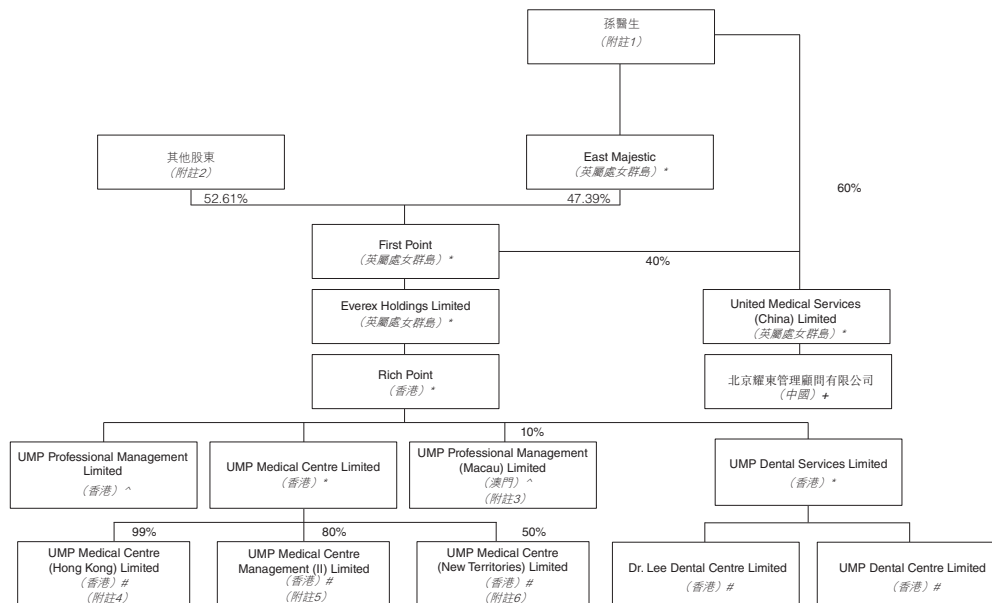 孫醫生
（附註1）
其他股東
（附註2）
East Majestic
（英屬處女群島）*
60%
52.61%
47.39%
First Point
（英屬處女群島）*
40%
Everex Holdings Limited
（英屬處女群島）*
United Medical Services
(China) Limited
（英屬處女群島）*
Rich Point
（香港）*
北京耀東管理顧問有限公司
（中國）+
10%
UMP Professional Management
Limited
（香港）^
UMP Medical Centre Limited
（香港）*
UMP Professional Management
(Macau) Limited
（澳門）^
（附註3）
UMP Dental Services Limited
（香港）*
99%
80%
50%
UMP Medical Centre
(Hong Kong) Limited
（香港）#
（附註4）
UMP Medical Centre
Management (II) Limited
（香港）#
（附註5）
UMP Medical Centre
(New Territories) Limited
（香港）#
（附註6）
Dr. Lee Dental Centre Limited
（香港）#
UMP Dental Centre Limited
（香港）#